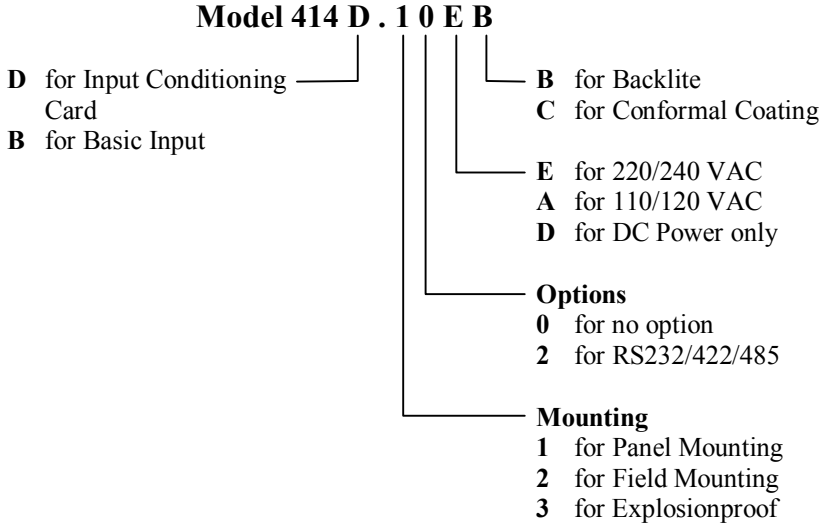 Model 414 D . 1 0 E B
D for Input Conditioning
Card
B for Basic Input
B for Backlite
C for Conformal Coating
E for 220/240 VAC
A for 110/120 VAC
D for DC Power only
Options
0 for no option
2 for RS232/422/485
Mounting
1 for Panel Mounting
2 for Field Mounting
3 for Explosionproof